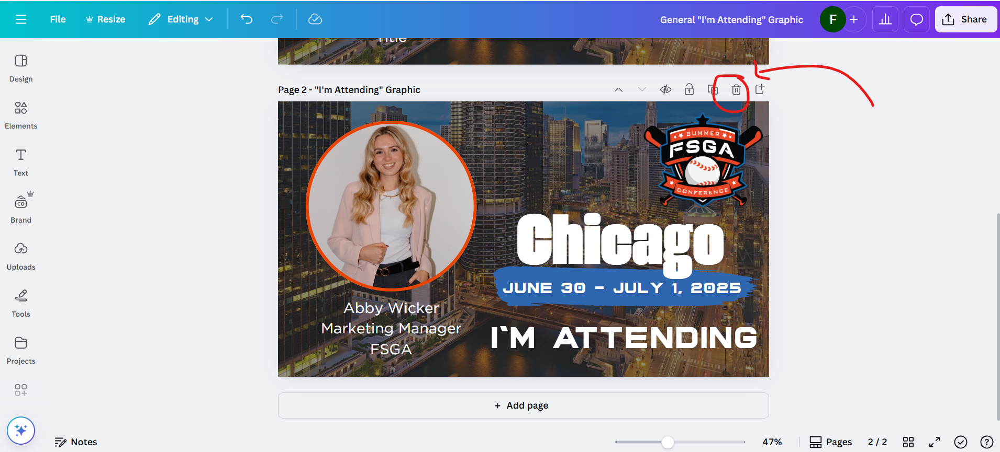 File
Resize
Editing
General "I'm Attending" Graphic
F
Share
Title
Design
Elements
Text
Brand
Uploads
Tools
Projects
Page 2 - "I'm Attending" Graphic
SUMMER
FSGA
CONFERENCE
Chicago
JUNE 30 - JULY 1, 2025
I'M ATTENDING
Abby Wicker
Marketing Manager
FSGA
+ Add page
Notes
47%
Pages
2 / 2